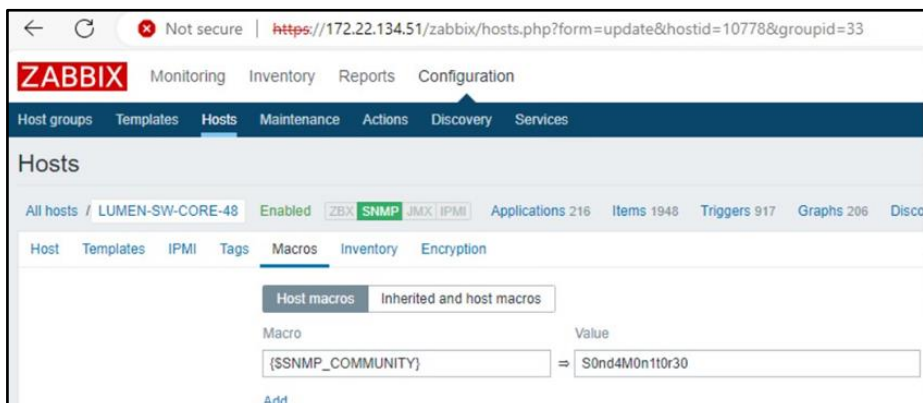 Not secure | https://172.22.134.51/zabbix/hosts.php?form=update&hostid=10778&groupid=33
ZABBIX Monitoring Inventory Reports Configuration
Host groups Templates Hosts Maintenance Actions Discovery Services
Hosts
All hosts / LUMEN-SW-CORE-48 Enabled ZBX SNMP JMX IPMI Applications 216 Items 1948 Triggers 917 Graphs 206 Disco
Host Templates IPMI Tags Macros Inventory Encryption
Host macros Inherited and host macros
Macro Value
{$SNMP_COMMUNITY} ⇒ S0nd4M0n1t0r30
Add